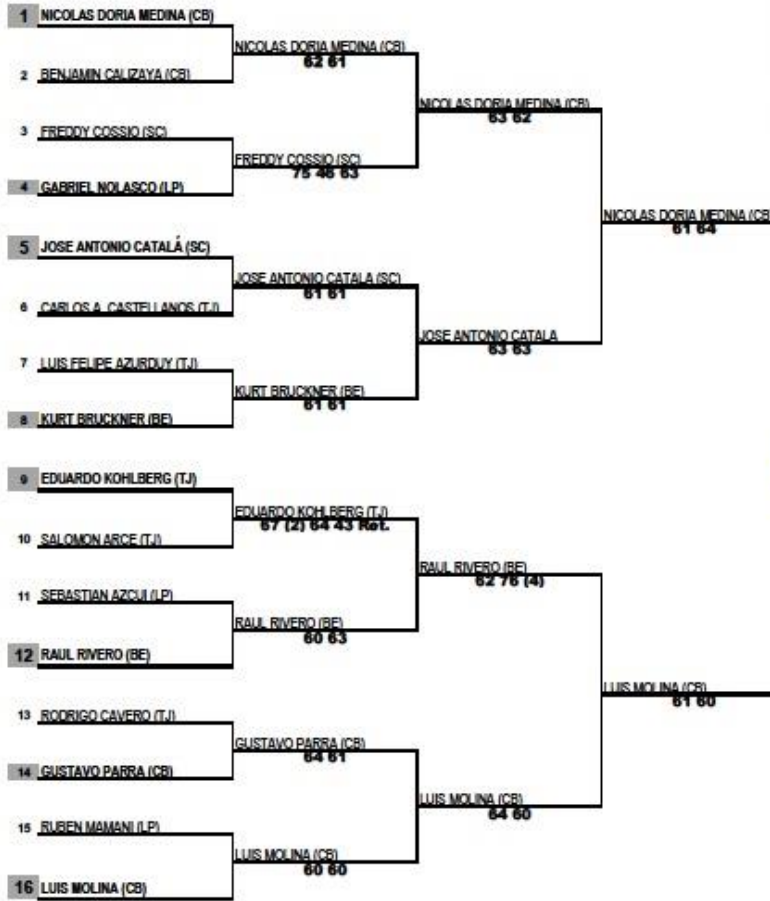 1 NICOLAS DORIA MEDINA (CB)
NICOLAS DORIA MEDINA (CB)
62 61
2 BENJAMIN CALIZAYA (CB)
NICOLAS DORIA MEDINA (CB)
63 62
3 FREDDY COSSIO (SC)
FREDDY COSSIO (SC)
75 46 63
4 GABRIEL NOLASCO (LP)
NICOLAS DORIA MEDINA (CB
61 64
5 JOSE ANTONIO CATALÁ (SC)
JOSE ANTONIO CATALA (SC)
61 61
6 CARLOS A. CASTELLANOS (TJ)
JOSE ANTONIO CATALA
63 63
7 LUIS FELIPE AZURDUY (TJ)
KURT BRUCKNER (BE)
61 61
8 KURT BRUCKNER (BE)
9 EDUARDO KOHLBERG (TJ)
EDUARDO KOHLBERG (TJ)
67 (2) 64 43 Ret.
10 SALOMON ARCE (TJ)
RAUL RIVERO (BE)
62 76 (4)
11 SEBASTIAN AZCUI (LP)
RAUL RIVERO (BE)
60 63
12 RAUL RIVERO (BE)
LUIS MOLINA (CB)
61 60
13 RODRIGO CAVERO (TJ)
GUSTAVO PARRA (CB)
64 61
14 GUSTAVO PARRA (CB)
LUIS MOLINA (CB)
64 60
15 RUBEN MAMANI (LP)
LUIS MOLINA (CB)
60 60
16 LUIS MOLINA (CB)